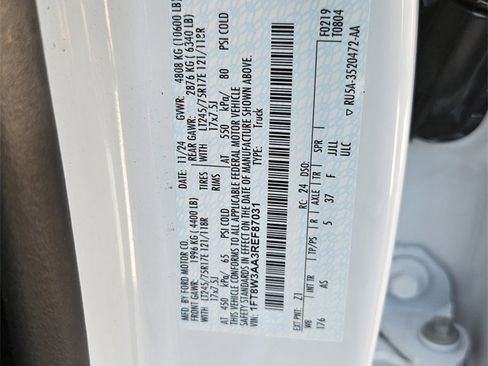 MFD. BY FORD MOTOR CO.
11/24 GVWR: 4808 KG (10600 LB)
FRONT GAWR: 1996 KG (4400 LB) REAR GAWR: 2876 KG (6340 LB)
LT245/75R17E 121/118R TIRES WITH LT245/75R17E 121/118R
17x7.5J RIMS 17x7.5J
AT 450 kPa/ 65 PSI COLD AT 550 kPa/ 80 PSI COLD
THIS VEHICLE CONFORMS TO ALL APPLICABLE FEDERAL MOTOR VEHICLE
SAFETY STANDARDS IN EFFECT ON THE DATE OF MANUFACTURE SHOWN ABOVE.
VIN: 1FT8W3AA3REF87031 TYPE: Truck
F0219
T0804
EXT PNT: Z1 RC: 24 DSO:
WB INT TR TP/PS R AXLE TR SPR
176 AS 5 37 F JJLL
ULC
▽ RU5A-3520472-AA